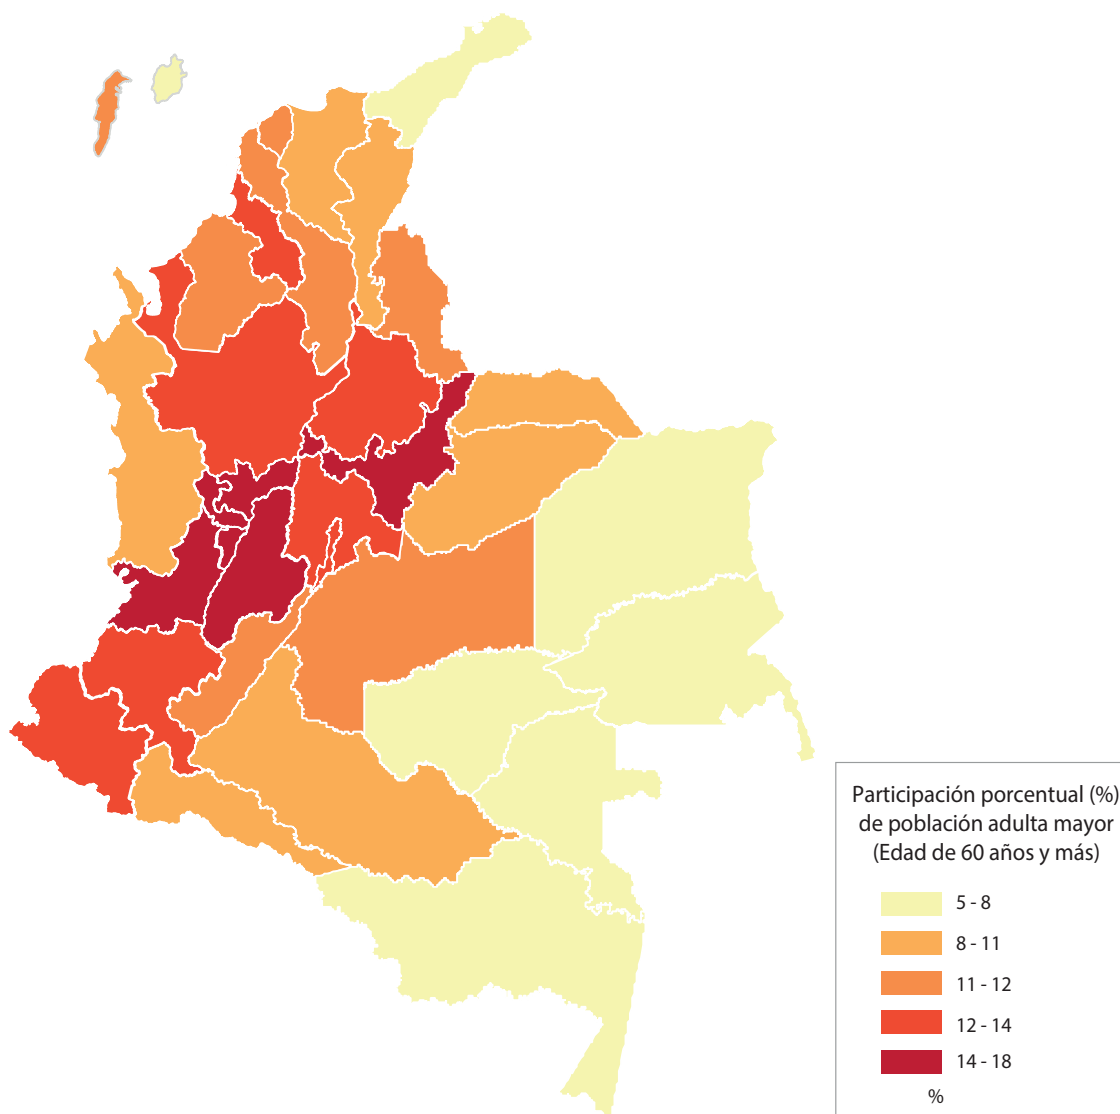 Participación porcentual (%)
de población adulta mayor
(Edad de 60 años y más)
5 - 8
8 - 11
11 - 12
12 - 14
14 - 18
%